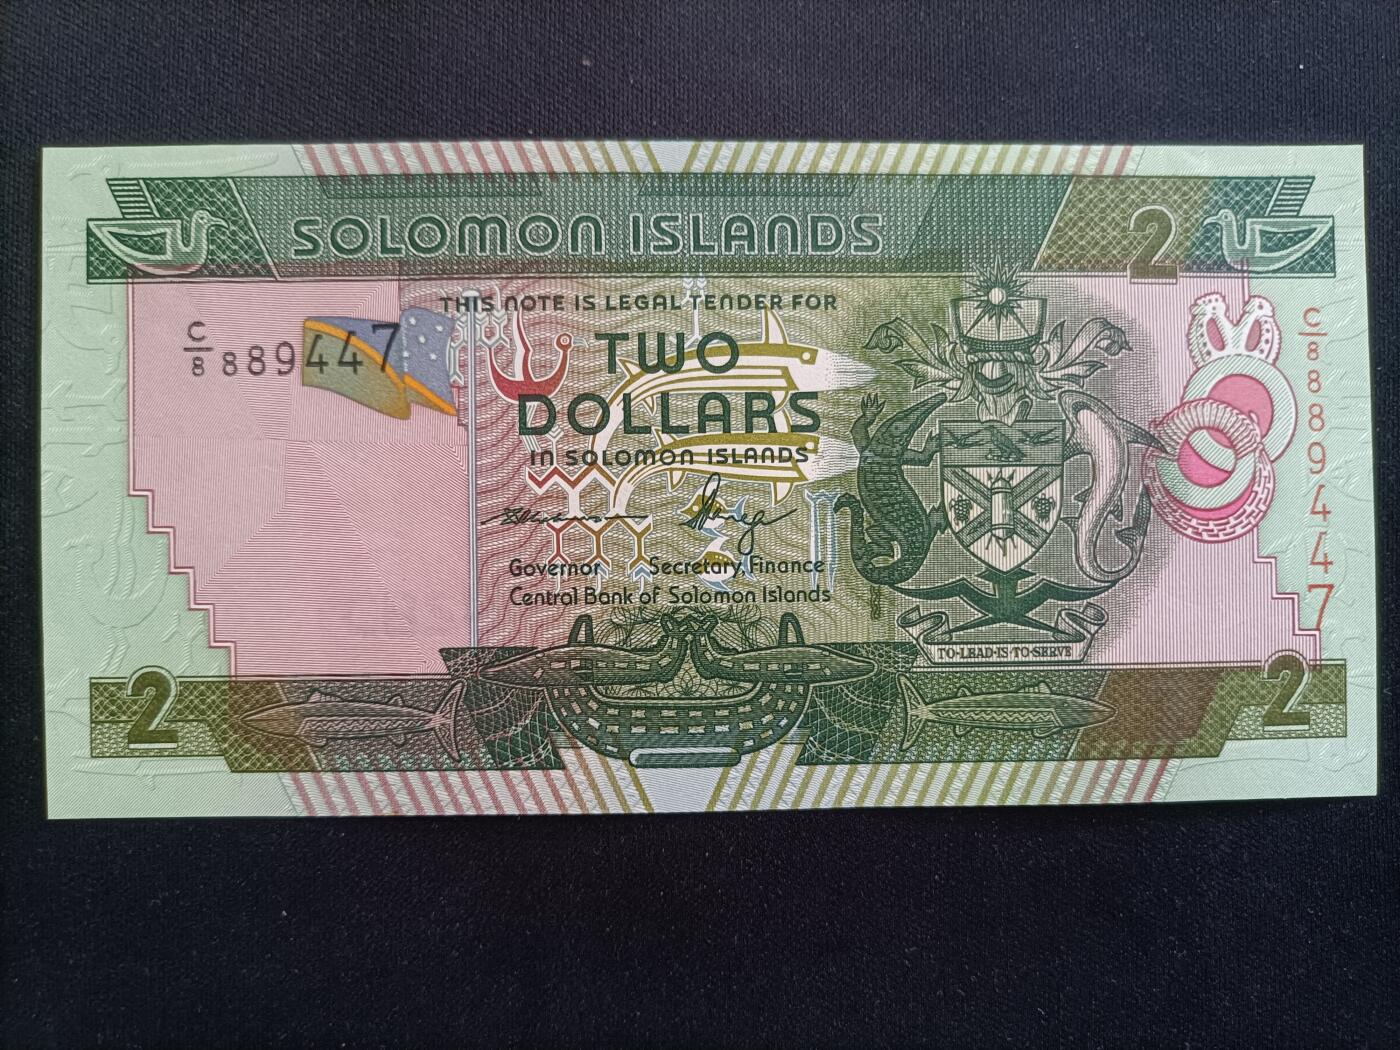 SOLOMON ISLANDS
2
THIS NOTE IS LEGAL TENDER FOR
C/8 889447
TWO
DOLLARS
IN SOLOMON ISLANDS
Governor Secretary, Finance
Central Bank of Solomon Islands
C/8 889447
TO·LEAD·IS·TO·SERVE
2
2